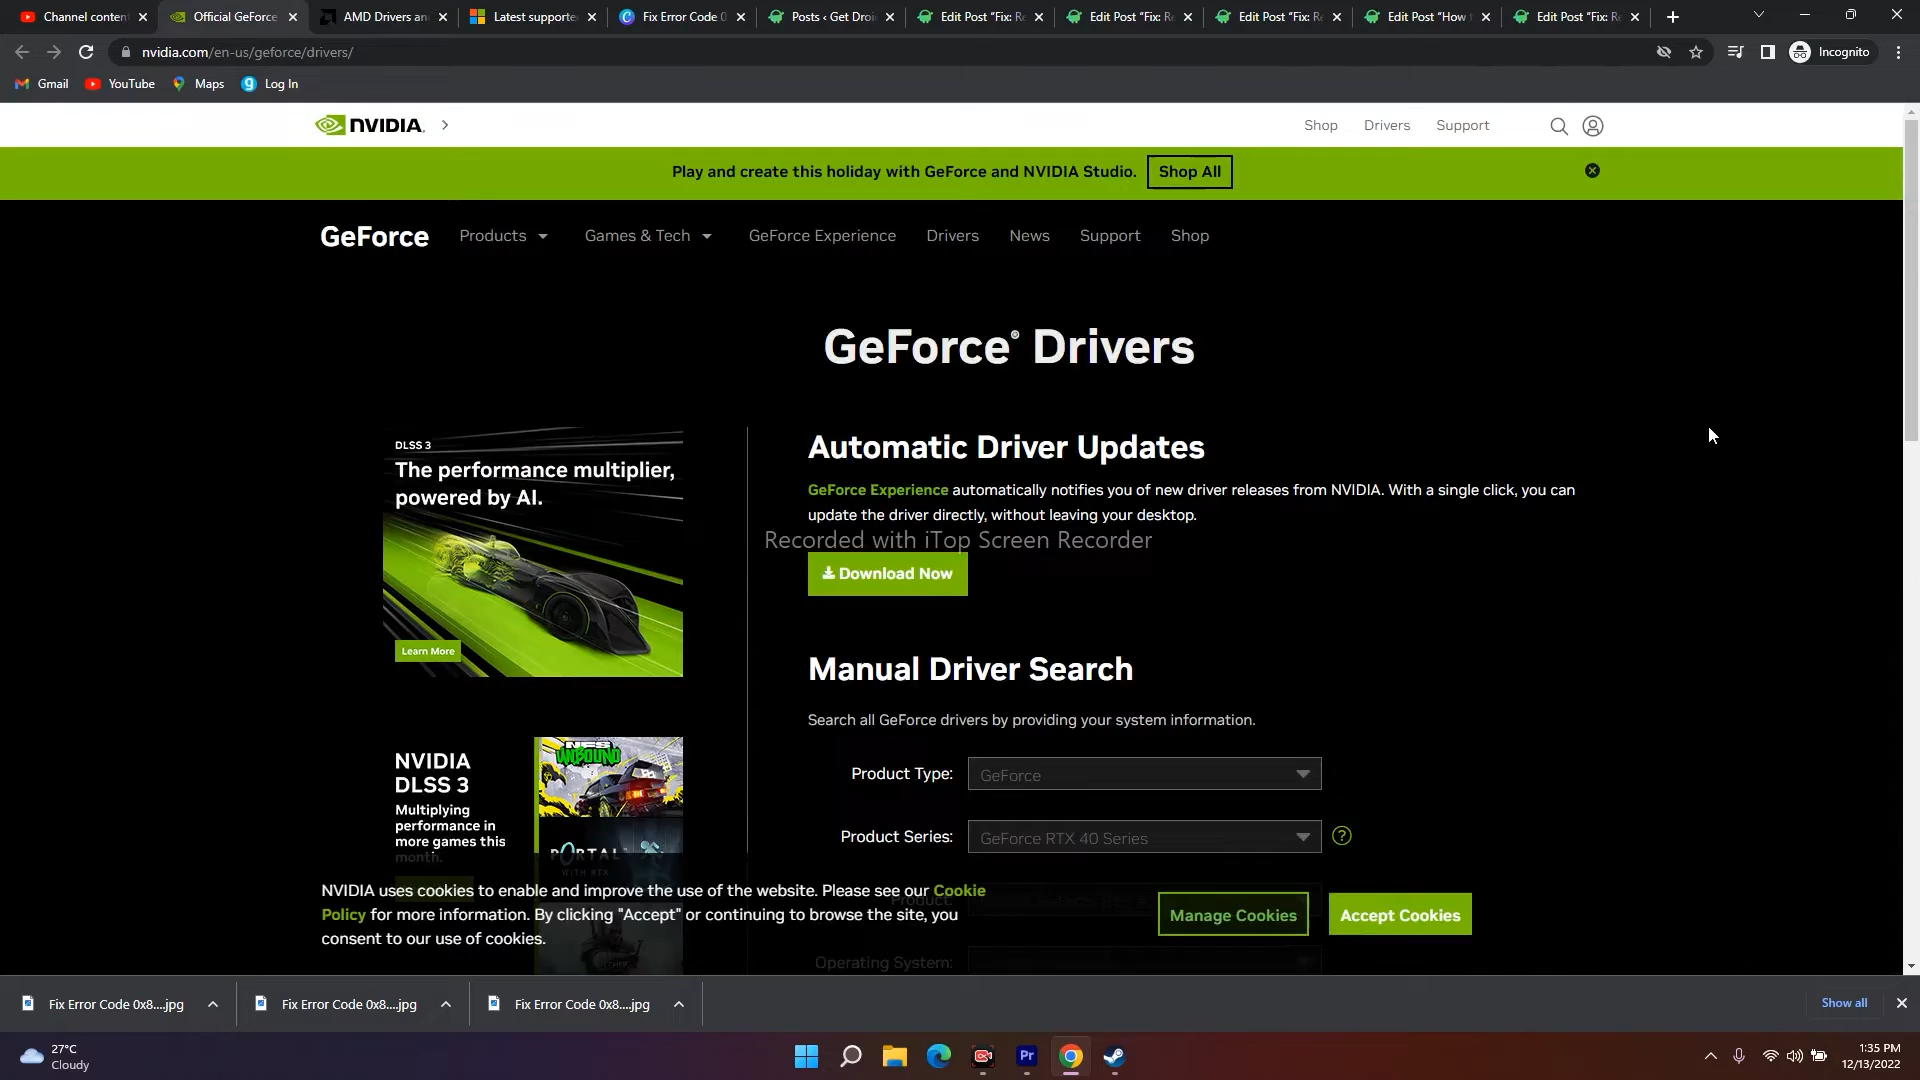 Channel conten
Official GeForce
AMD Drivers an
Latest supporte
Fix Error Code 0
Posts ‹ Get Droi
Edit Post "Fix: Re
Edit Post "Fix: Re
Edit Post "Fix: Re
Edit Post "How t
Edit Post "Fix: Re
nvidia.com/en-us/geforce/drivers/
Incognito
Gmail
YouTube
Maps
Log In
NVIDIA.
Shop
Drivers
Support
Play and create this holiday with GeForce and NVIDIA Studio.
Shop All
GeForce
Products
Games & Tech
GeForce Experience
Drivers
News
Support
Shop
GeForce® Drivers
DLSS 3
The performance multiplier,
powered by AI.
Learn More
Automatic Driver Updates
GeForce Experience automatically notifies you of new driver releases from NVIDIA. With a single click, you can
update the driver directly, without leaving your desktop.
Recorded with iTop Screen Recorder
Download Now
Manual Driver Search
Search all GeForce drivers by providing your system information.
Product Type:
GeForce
Product Series:
GeForce RTX 40 Series
?
Product:
Operating System:
NVIDIA
DLSS 3
Multiplying
performance in
more games this
month.
NFS
UNBOUND
PORTAL
WITH RTX
NVIDIA uses cookies to enable and improve the use of the website. Please see our Cookie
Policy for more information. By clicking "Accept" or continuing to browse the site, you
consent to our use of cookies.
Manage Cookies
Accept Cookies
Fix Error Code 0x8....jpg
Fix Error Code 0x8....jpg
Fix Error Code 0x8....jpg
Show all
27°C
Cloudy
Pr
1:35 PM
12/13/2022